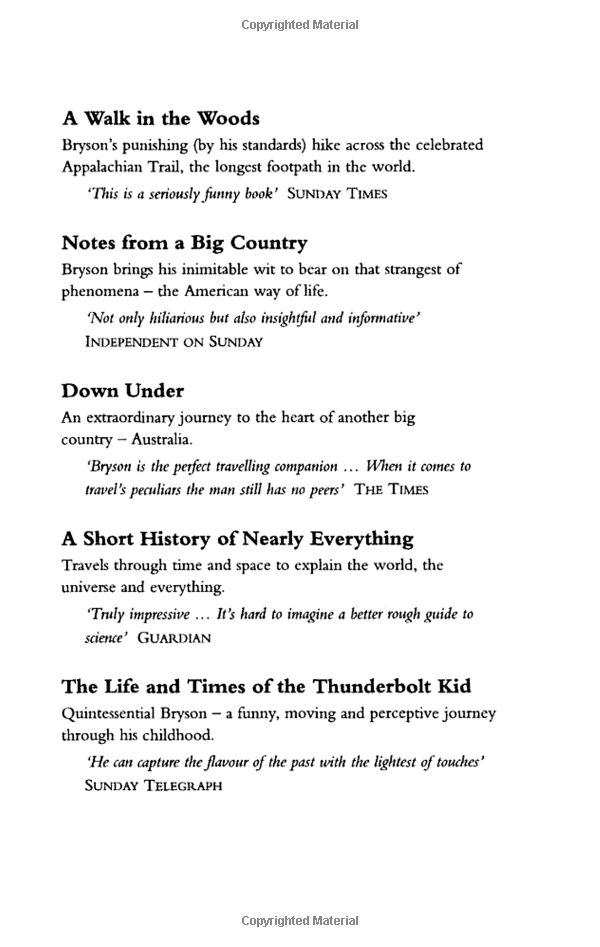 Copyrighted Material
A Walk in the Woods
Bryson's punishing (by his standards) hike across the celebrated
Appalachian Trail, the longest footpath in the world.
'This is a seriously funny book' SUNDAY TIMES
Notes from a Big Country
Bryson brings his inimitable wit to bear on that strangest of
phenomena – the American way of life.
'Not only hiliarious but also insightful and informative'
INDEPENDENT ON SUNDAY
Down Under
An extraordinary journey to the heart of another big
country – Australia.
'Bryson is the perfect travelling companion ... When it comes to
travel's peculiars the man still has no peers' THE TIMES
A Short History of Nearly Everything
Travels through time and space to explain the world, the
universe and everything.
'Truly impressive ... It's hard to imagine a better rough guide to
science' GUARDIAN
The Life and Times of the Thunderbolt Kid
Quintessential Bryson – a funny, moving and perceptive journey
through his childhood.
'He can capture the flavour of the past with the lightest of touches'
SUNDAY TELEGRAPH
Copyrighted Material